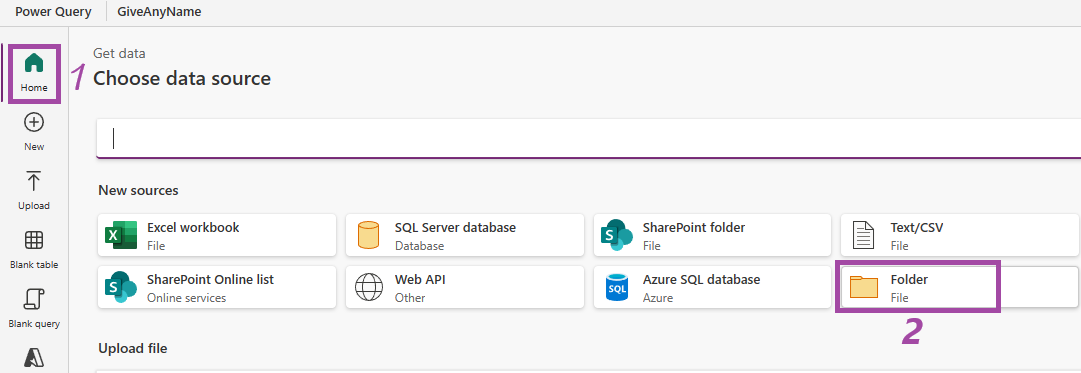 Power Query GiveAnyName
Home
1
New
Upload
Blank table
Blank query
Get data
Choose data source
New sources
Excel workbook
File
SQL Server database
Database
SharePoint folder
File
Text/CSV
File
SharePoint Online list
Online services
Web API
Other
SQL
Azure SQL database
Azure
Folder
File
2
Upload file